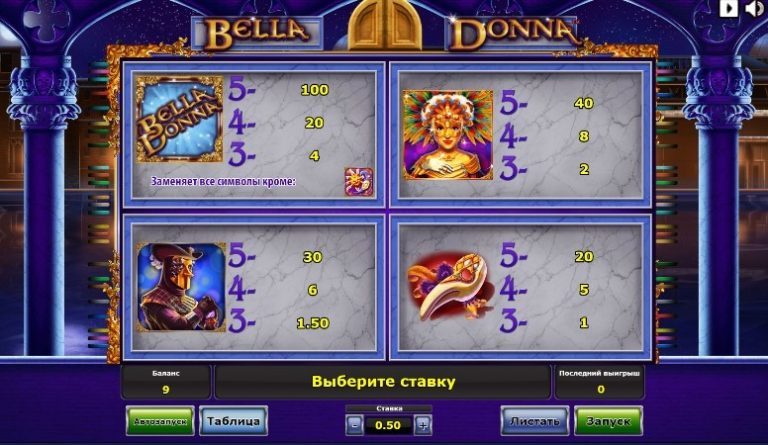 BELLA DONNA
BELLA
DONNA
5- 100
4- 20
3- 4
Заменяет все символы кроме:
5- 40
4- 8
3- 2
5- 30
4- 6
3- 1.50
5- 20
4- 5
3- 1
Баланс
9
Выберите ставку
Последний выигрыш
0
Автозапуск
Таблица
Ставка
- 0.50 +
Листать
Запуск